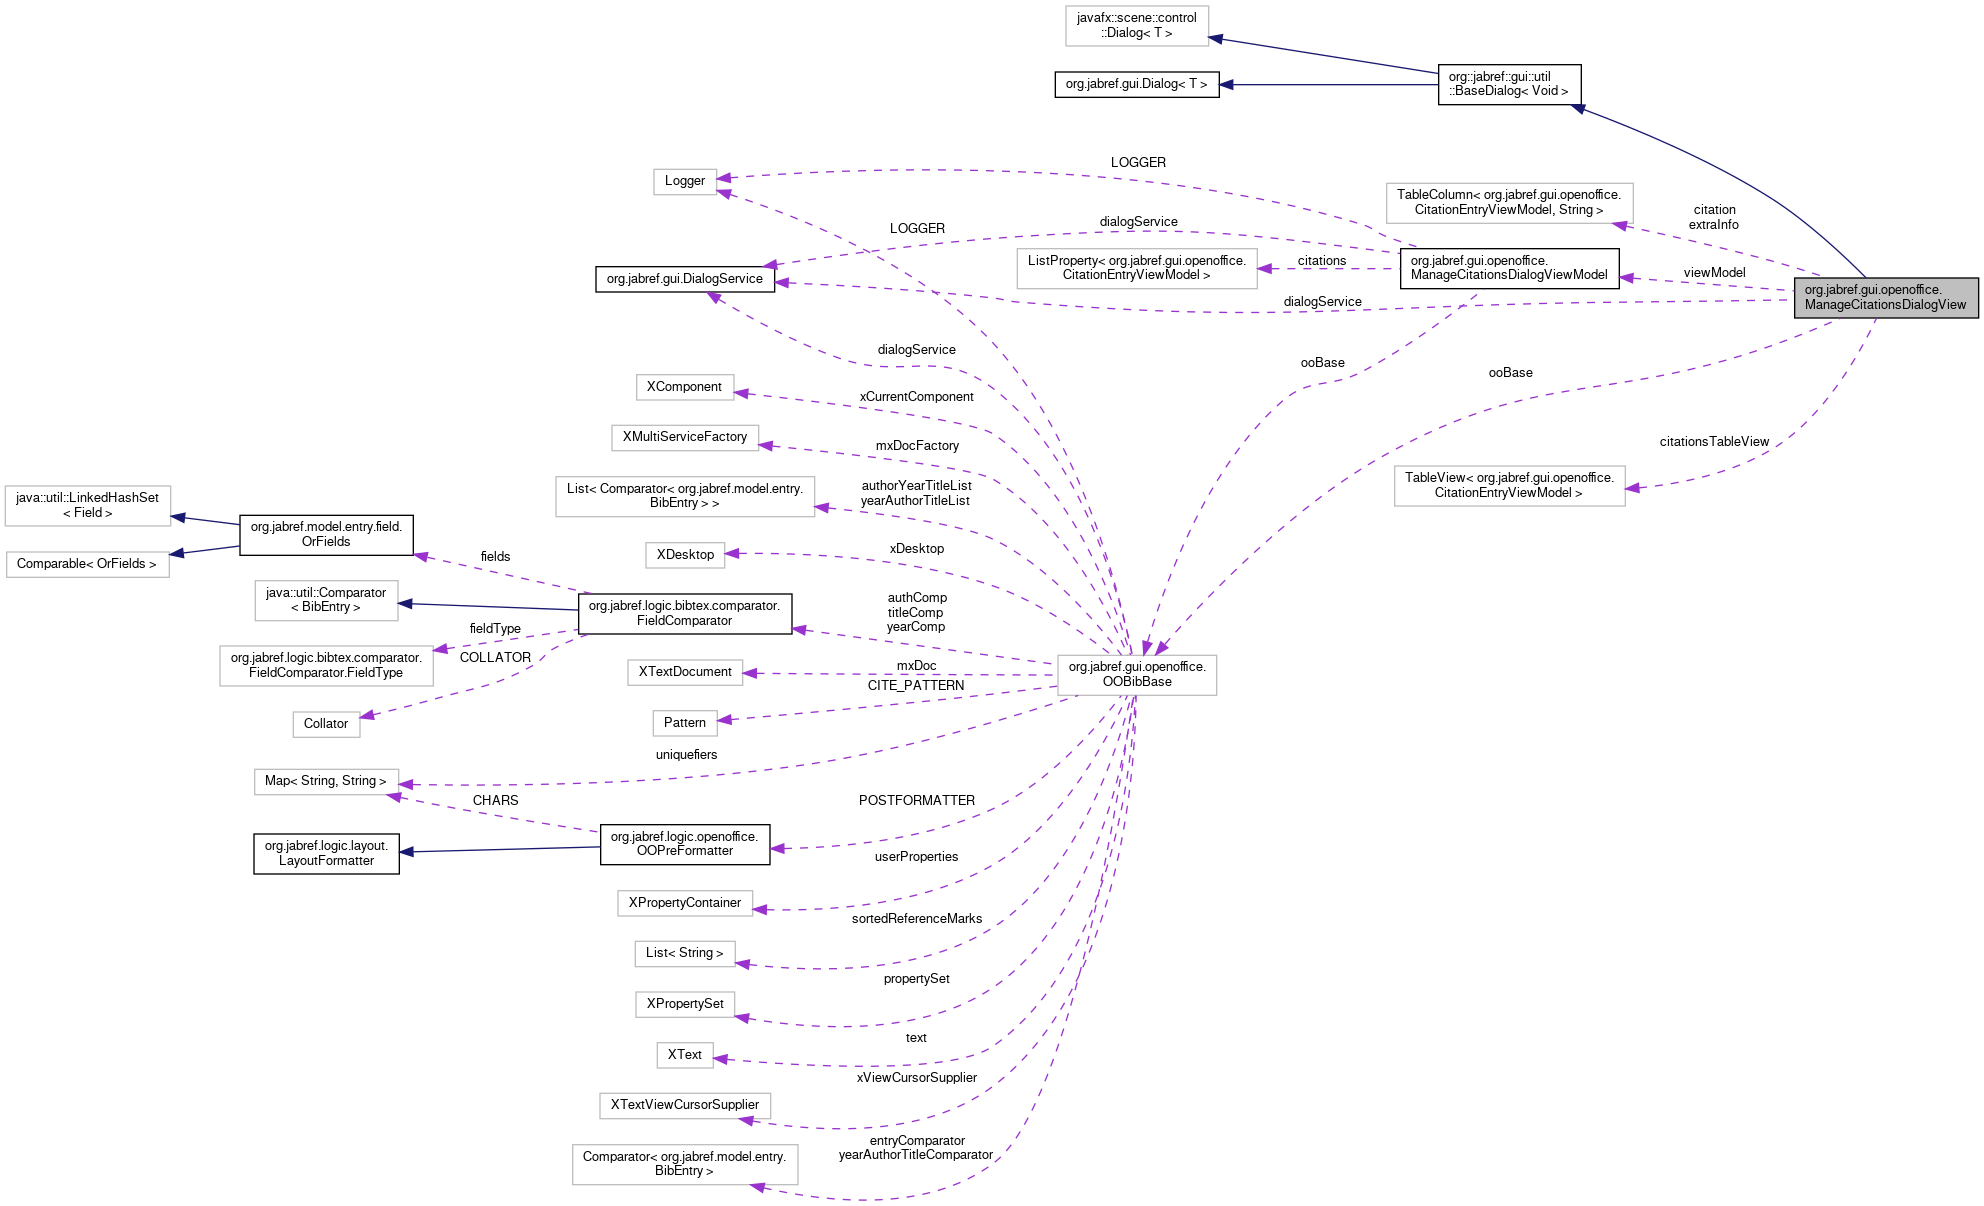 javafx::scene::control
::Dialog< T >
org.jabref.gui.Dialog< T >
org::jabref::gui::util
::BaseDialog< Void >
LOGGER
Logger
TableColumn< org.jabref.gui.openoffice.
CitationEntryViewModel, String >
citation
extraInfo
dialogService
LOGGER
ListProperty< org.jabref.gui.openoffice.
CitationEntryViewModel >
citations
org.jabref.gui.openoffice.
ManageCitationsDialogViewModel
viewModel
org.jabref.gui.DialogService
dialogService
org.jabref.gui.openoffice.
ManageCitationsDialogView
dialogService
ooBase
ooBase
XComponent
xCurrentComponent
XMultiServiceFactory
mxDocFactory
citationsTableView
List< Comparator< org.jabref.model.entry.
BibEntry > >
authorYearTitleList
yearAuthorTitleList
TableView< org.jabref.gui.openoffice.
CitationEntryViewModel >
java::util::LinkedHashSet
< Field >
org.jabref.model.entry.field.
OrFields
Comparable< OrFields >
fields
XDesktop
xDesktop
java::util::Comparator
< BibEntry >
org.jabref.logic.bibtex.comparator.
FieldComparator
authComp
titleComp
yearComp
fieldType
org.jabref.logic.bibtex.comparator.
FieldComparator.FieldType
COLLATOR
XTextDocument
mxDoc
CITE_PATTERN
org.jabref.gui.openoffice.
OOBibBase
Collator
Pattern
uniquefiers
Map< String, String >
CHARS
POSTFORMATTER
org.jabref.logic.layout.
LayoutFormatter
org.jabref.logic.openoffice.
OOPreFormatter
userProperties
XPropertyContainer
sortedReferenceMarks
List< String >
propertySet
XPropertySet
text
XText
xViewCursorSupplier
XTextViewCursorSupplier
entryComparator
yearAuthorTitleComparator
Comparator< org.jabref.model.entry.
BibEntry >